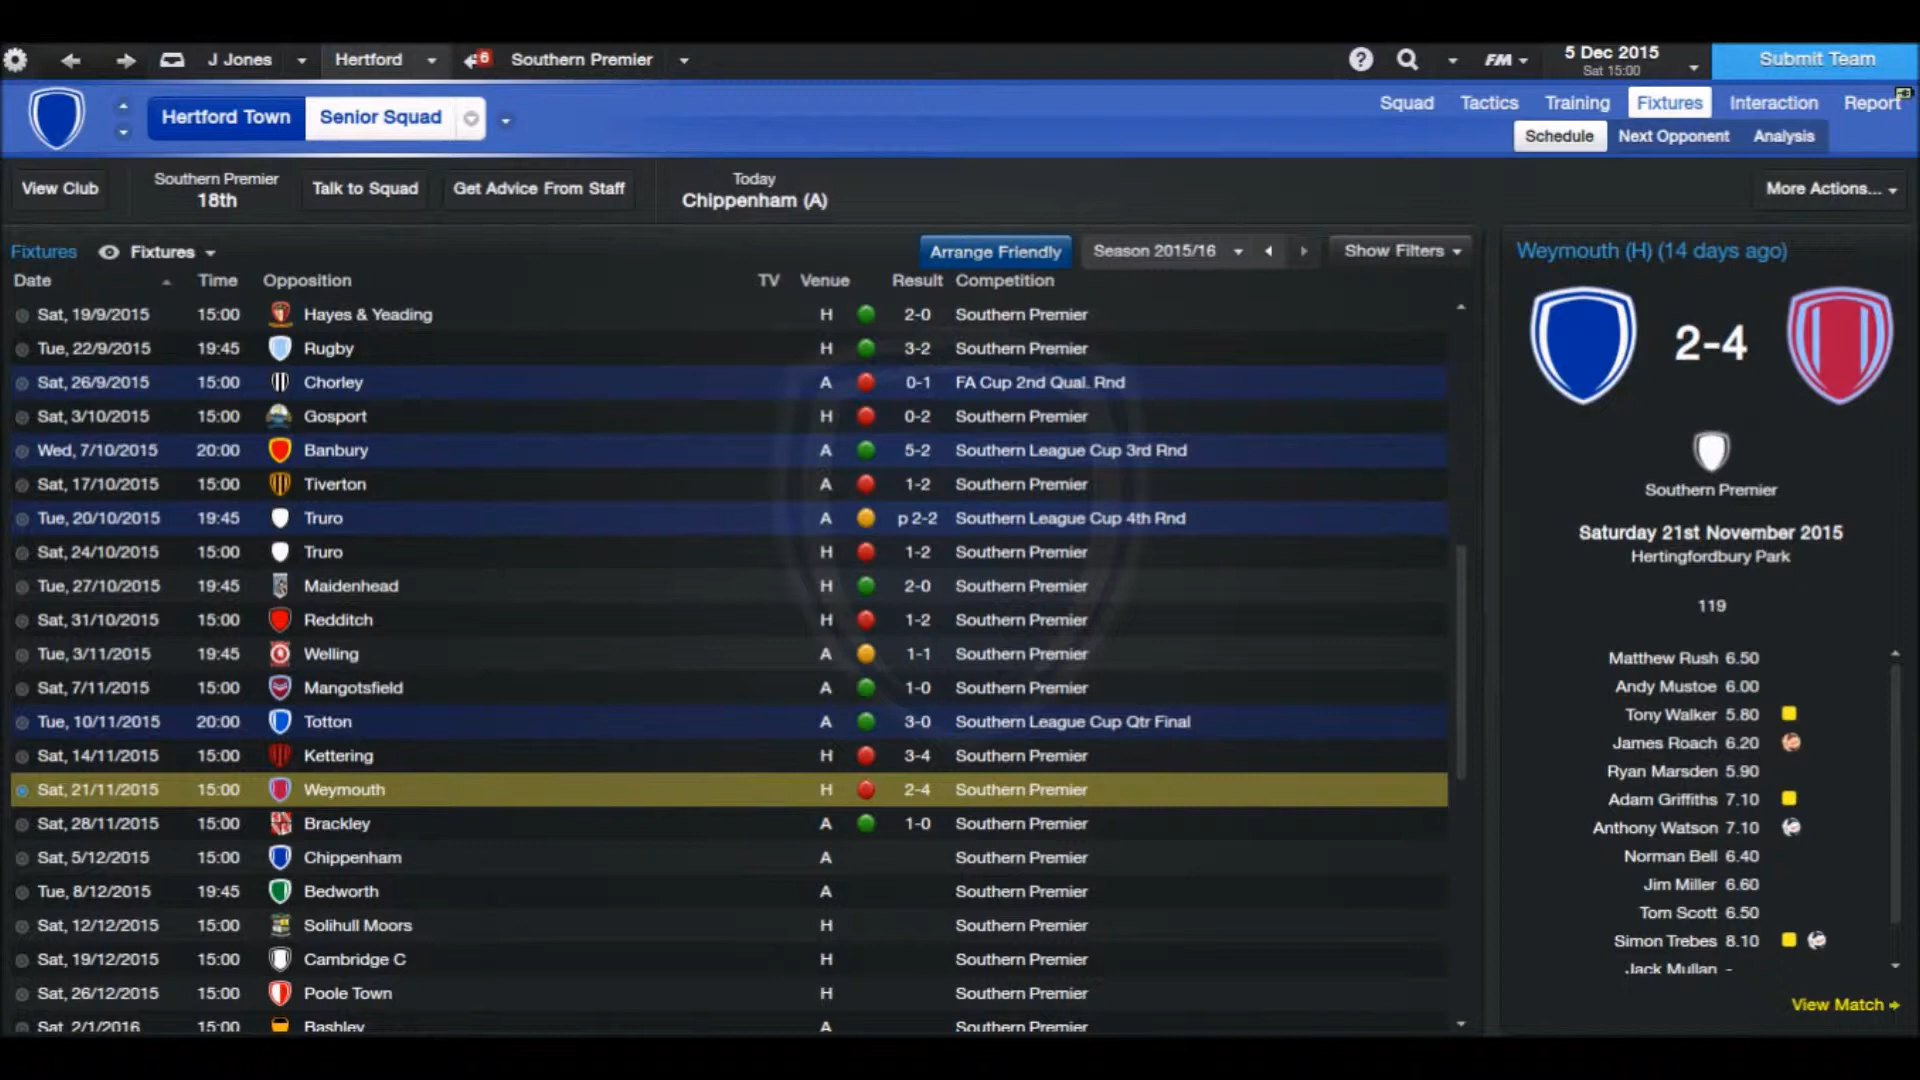 J Jones Hertford 6 Southern Premier FM 5 Dec 2015 Sat 15:00 Submit Team
Hertford Town Senior Squad Squad Tactics Training Fixtures Interaction Report
Schedule Next Opponent Analysis
View Club Southern Premier 18th Talk to Squad Get Advice From Staff Today Chippenham (A) More Actions...
Fixtures Fixtures Arrange Friendly Season 2015/16 Show Filters
Date Time Opposition TV Venue Result Competition
Sat, 19/9/2015 15:00 Hayes & Yeading H 2-0 Southern Premier
Tue, 22/9/2015 19:45 Rugby H 3-2 Southern Premier
Sat, 26/9/2015 15:00 Chorley A 0-1 FA Cup 2nd Qual. Rnd
Sat, 3/10/2015 15:00 Gosport H 0-2 Southern Premier
Wed, 7/10/2015 20:00 Banbury A 5-2 Southern League Cup 3rd Rnd
Sat, 17/10/2015 15:00 Tiverton A 1-2 Southern Premier
Tue, 20/10/2015 19:45 Truro A p 2-2 Southern League Cup 4th Rnd
Sat, 24/10/2015 15:00 Truro H 1-2 Southern Premier
Tue, 27/10/2015 19:45 Maidenhead H 2-0 Southern Premier
Sat, 31/10/2015 15:00 Redditch H 1-2 Southern Premier
Tue, 3/11/2015 19:45 Welling A 1-1 Southern Premier
Sat, 7/11/2015 15:00 Mangotsfield A 1-0 Southern Premier
Tue, 10/11/2015 20:00 Totton A 3-0 Southern League Cup Qtr Final
Sat, 14/11/2015 15:00 Kettering H 3-4 Southern Premier
Sat, 21/11/2015 15:00 Weymouth H 2-4 Southern Premier
Sat, 28/11/2015 15:00 Brackley A 1-0 Southern Premier
Sat, 5/12/2015 15:00 Chippenham A Southern Premier
Tue, 8/12/2015 19:45 Bedworth A Southern Premier
Sat, 12/12/2015 15:00 Solihull Moors H Southern Premier
Sat, 19/12/2015 15:00 Cambridge C H Southern Premier
Sat, 26/12/2015 15:00 Poole Town H Southern Premier
Sat, 2/1/2016 15:00 Bashley A Southern Premier
Weymouth (H) (14 days ago)
2-4
Southern Premier
Saturday 21st November 2015
Hertingfordbury Park
119
Matthew Rush 6.50
Andy Mustoe 6.00
Tony Walker 5.80
James Roach 6.20
Ryan Marsden 5.90
Adam Griffiths 7.10
Anthony Watson 7.10
Norman Bell 6.40
Jim Miller 6.60
Tom Scott 6.50
Simon Trebes 8.10
Jack Mullan -
View Match